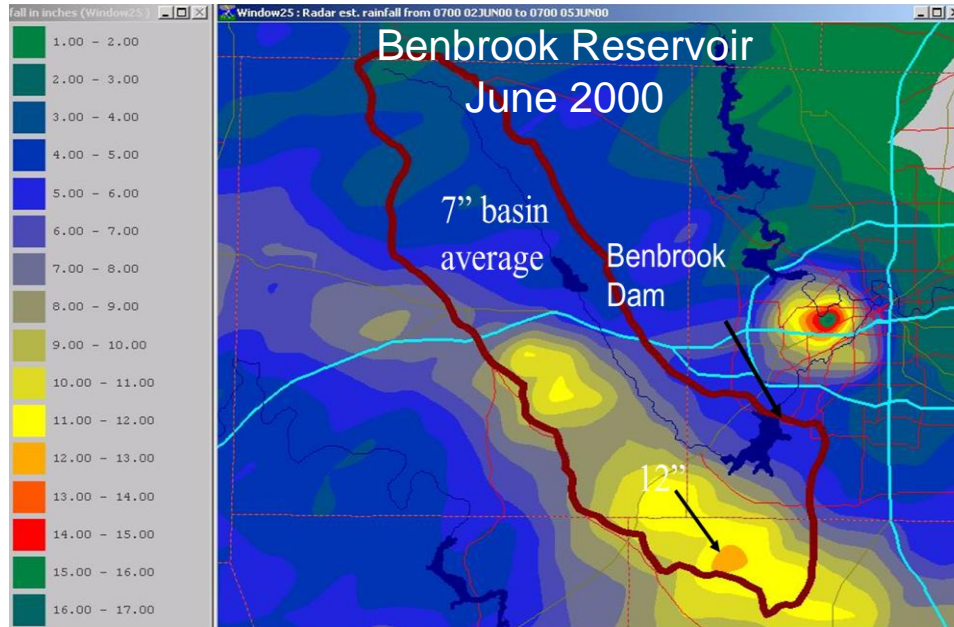 fall in inches (Window25 )
1.00 - 2.00
2.00 - 3.00
3.00 - 4.00
4.00 - 5.00
5.00 - 6.00
6.00 - 7.00
7.00 - 8.00
8.00 - 9.00
9.00 - 10.00
10.00 - 11.00
11.00 - 12.00
12.00 - 13.00
13.00 - 14.00
14.00 - 15.00
15.00 - 16.00
16.00 - 17.00
Window25 : Radar est. rainfall from 0700 02JUN00 to 0700 05JUN00
Benbrook Reservoir
June 2000
7” basin
average
Benbrook
Dam
12”